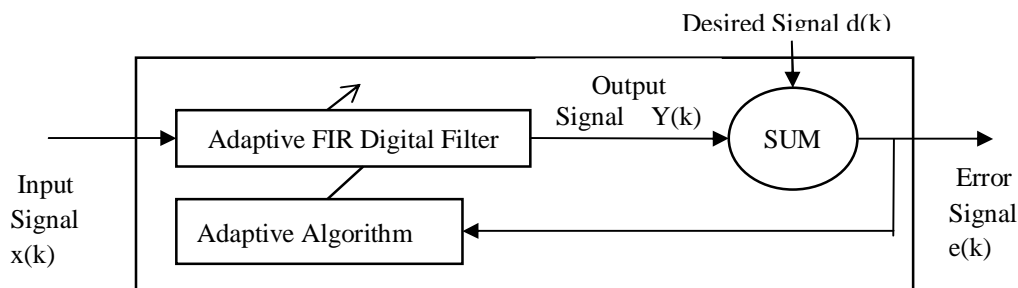 Desired Signal d(k)
Output
Signal Y(k)
Adaptive FIR Digital Filter
SUM
Input
Signal
x(k)
Adaptive Algorithm
Error
Signal
e(k)